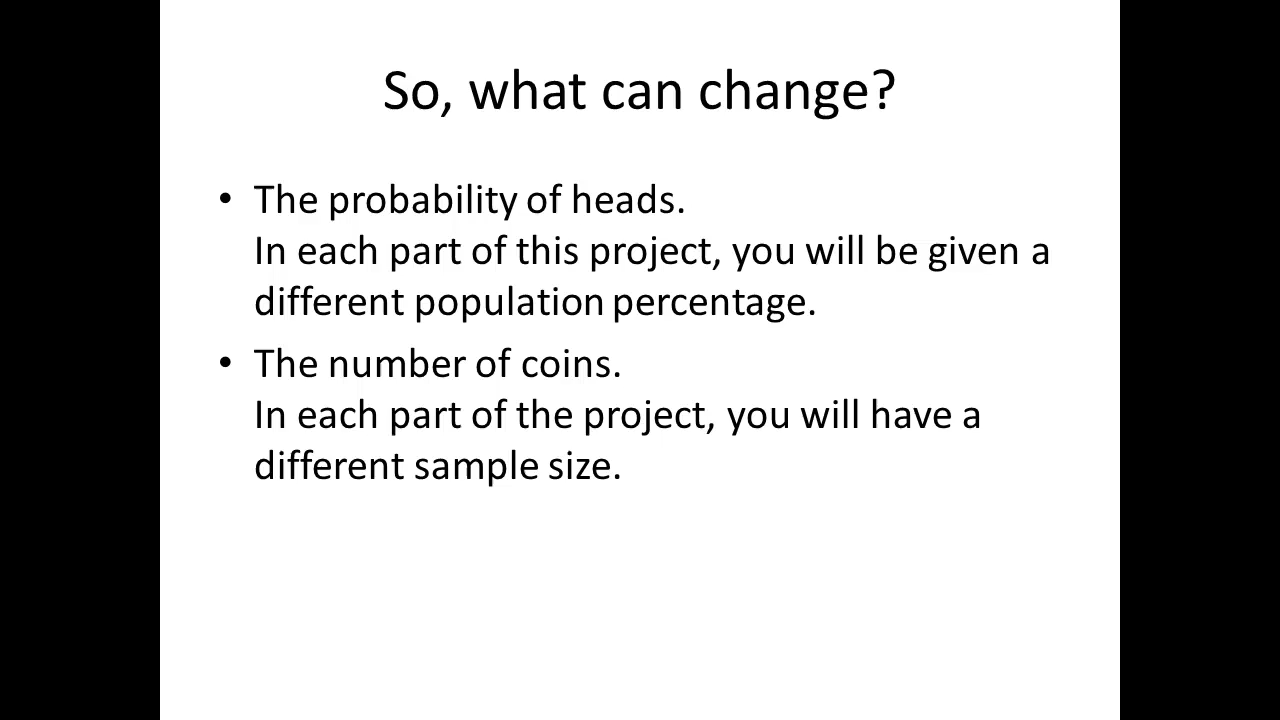 So, what can change?
• The probability of heads.
In each part of this project, you will be given a
different population percentage.
• The number of coins.
In each part of the project, you will have a
different sample size.